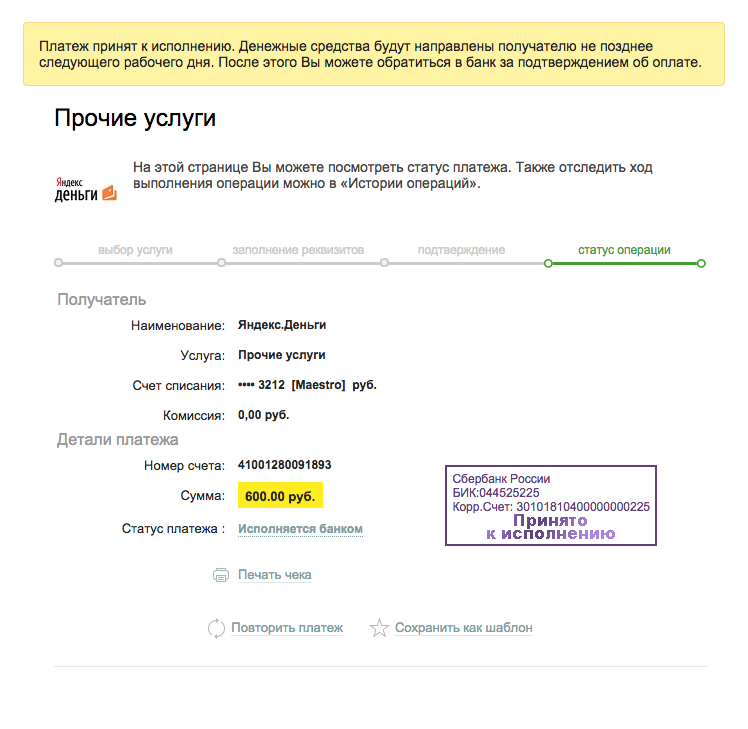 Платеж принят к исполнению. Денежные средства будут направлены получателю не позднее
следующего рабочего дня. После этого Вы можете обратиться в банк за подтверждением об оплате.
Прочие услуги
Яндекс
деньги
На этой странице Вы можете посмотреть статус платежа. Также отследить ход
выполнения операции можно в «Истории операций».
выбор услуги
заполнение реквизитов
подтверждение
статус операции
Получатель
Наименование: Яндекс.Деньги
Услуга: Прочие услуги
Счет списания: •••• 3212 [Maestro] руб.
Комиссия: 0,00 руб.
Детали платежа
Номер счета: 41001280091893
Сумма: 600.00 руб.
Статус платежа : Исполняется банком
Сбербанк России
БИК:044525225
Корр.Счет: 30101810400000000225
Принято
к исполнению
Печать чека
Повторить платеж
Сохранить как шаблон